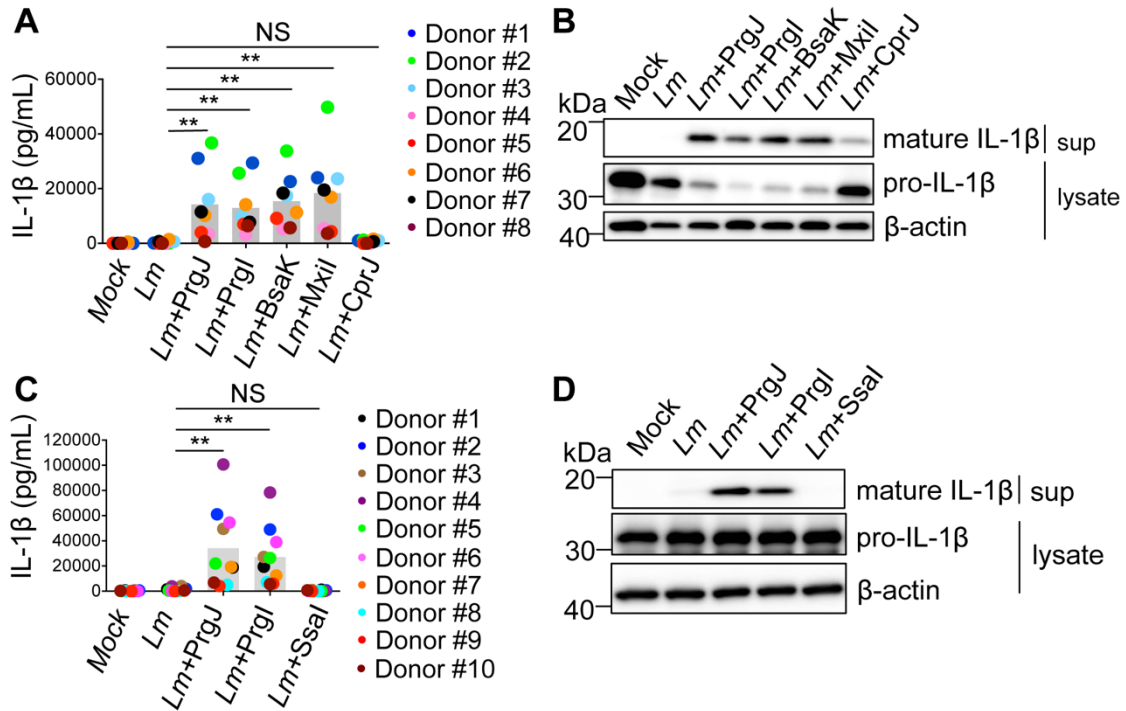 A
NS
**
**
**
**
IL-1β (pg/mL)
60000
40000
20000
0
Mock
Lm
Lm+PrgJ
Lm+PrgI
Lm+BsaK
Lm+MxiI
Lm+CprJ
Donor #1
Donor #2
Donor #3
Donor #4
Donor #5
Donor #6
Donor #7
Donor #8
B
Mock
Lm
Lm+PrgJ
Lm+PrgI
Lm+BsaK
Lm+MxiI
Lm+CprJ
kDa
20
mature IL-1β
sup
30
pro-IL-1β
lysate
40
β-actin
C
NS
**
**
IL-1β (pg/mL)
120000
100000
80000
60000
40000
20000
0
Mock
Lm
Lm+PrgJ
Lm+PrgI
Lm+SsaI
Donor #1
Donor #2
Donor #3
Donor #4
Donor #5
Donor #6
Donor #7
Donor #8
Donor #9
Donor #10
D
Mock
Lm
Lm+PrgJ
Lm+PrgI
Lm+SsaI
kDa
20
mature IL-1β
sup
30
pro-IL-1β
lysate
40
β-actin